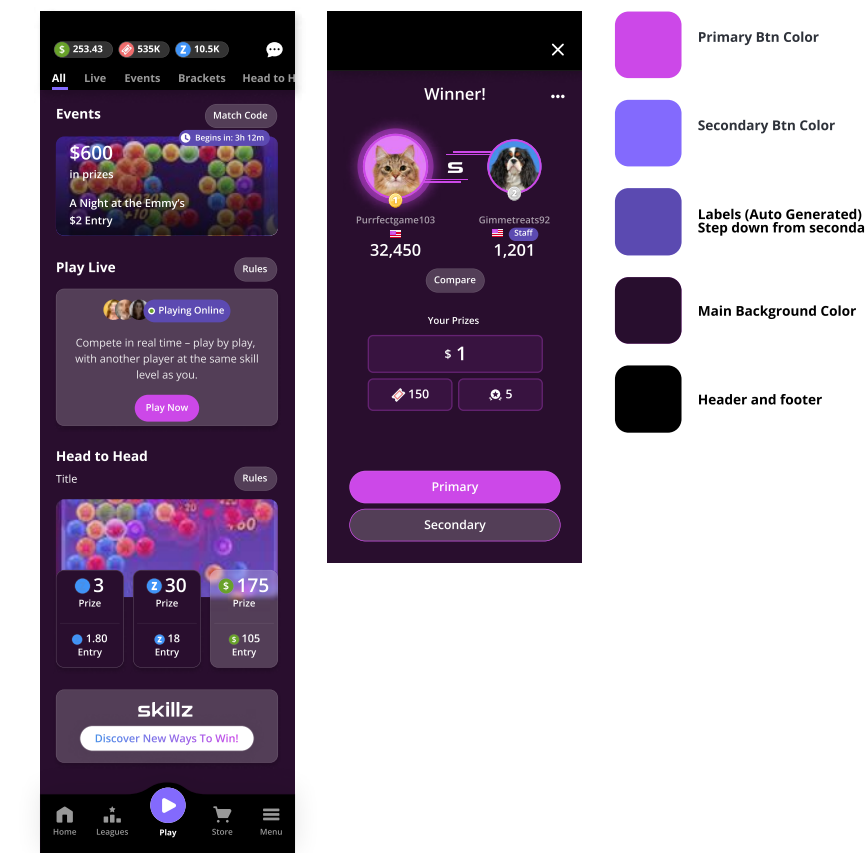 253.43
535K
10.5K
All Live Events Brackets Head to H
Events
Match Code
Begins in: 3h 12m
$600
in prizes
A Night at the Emmy's
$2 Entry
Play Live
Rules
Playing Online
Compete in real time – play by play,
with another player at the same skill
level as you.
Play Now
Head to Head
Title
Rules
3
Prize
1.80
Entry
Z 30
Prize
Z 18
Entry
$ 175
Prize
$ 105
Entry
skillz
Discover New Ways To Win!
Home Leagues Play Store Menu
Winner!
S
1
2
Purrfectgame103
32,450
Gimmetreats92
Staff
1,201
Compare
Your Prizes
$ 1
150
5
Primary
Secondary
Primary Btn Color
Secondary Btn Color
Labels (Auto Generated)
Step down from seconda
Main Background Color
Header and footer